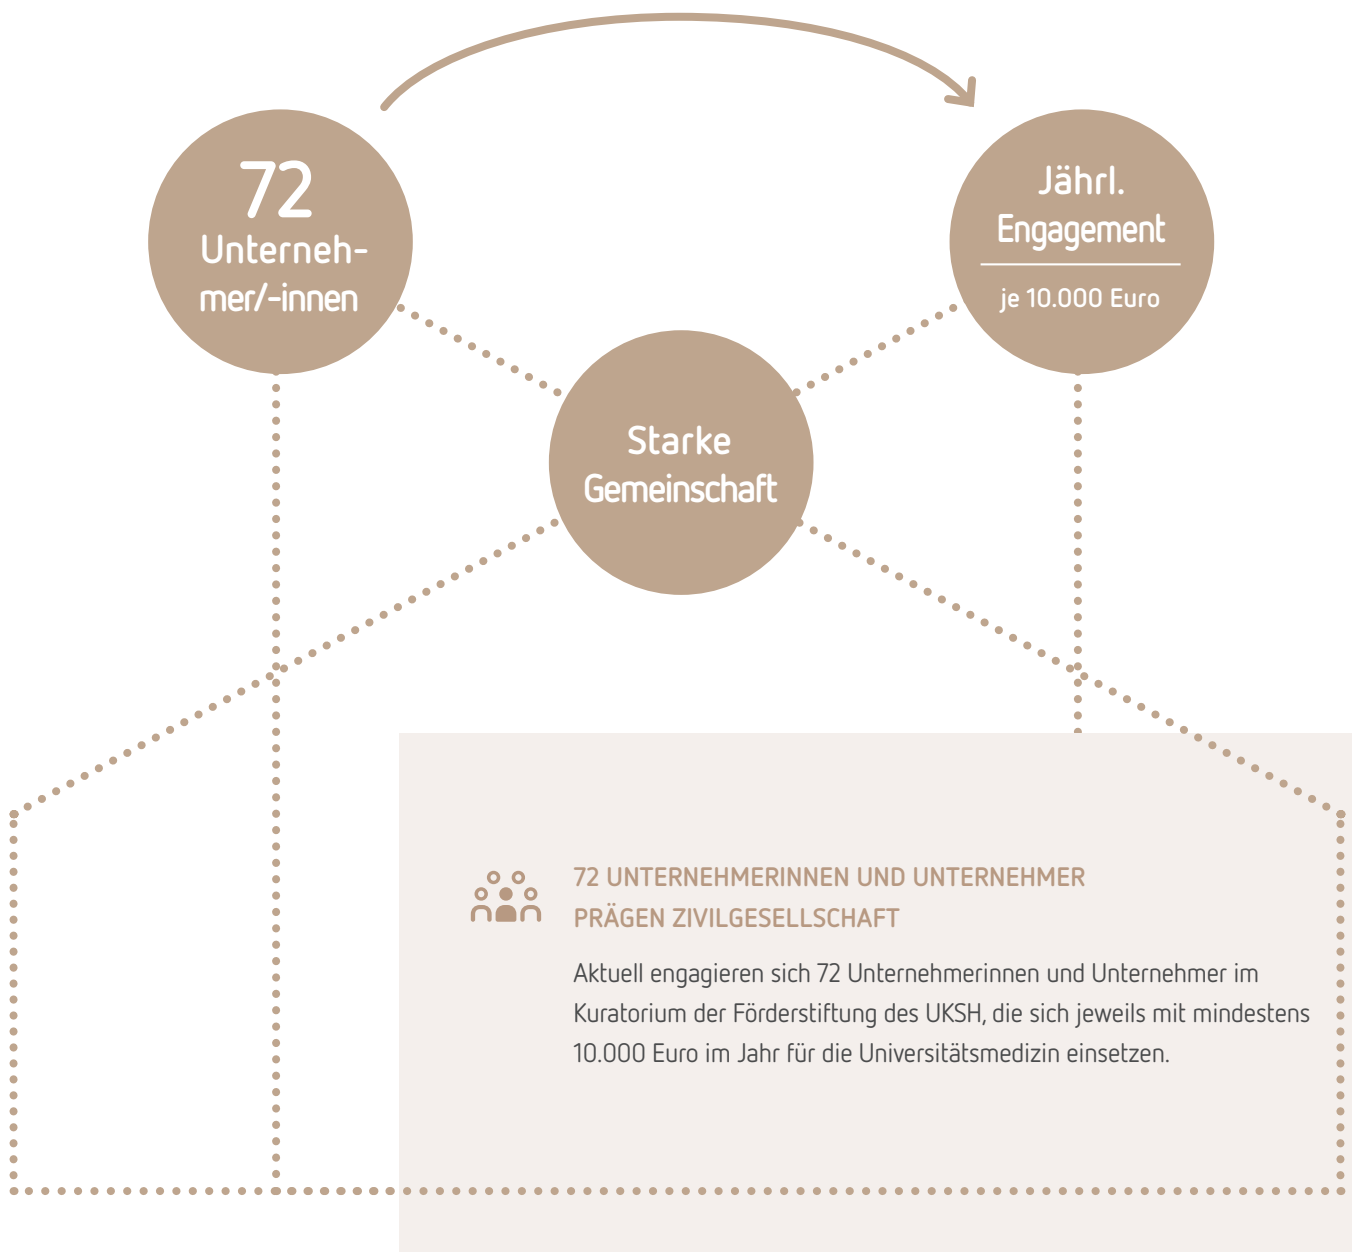 72
Unterneh-
mer/-innen
Jährl.
Engagement
je 10.000 Euro
Starke
Gemeinschaft
72 UNTERNEHMERINNEN UND UNTERNEHMER
PRÄGEN ZIVILGESELLSCHAFT
Aktuell engagieren sich 72 Unternehmerinnen und Unternehmer im
Kuratorium der Förderstiftung des UKSH, die sich jeweils mit mindestens
10.000 Euro im Jahr für die Universitätsmedizin einsetzen.